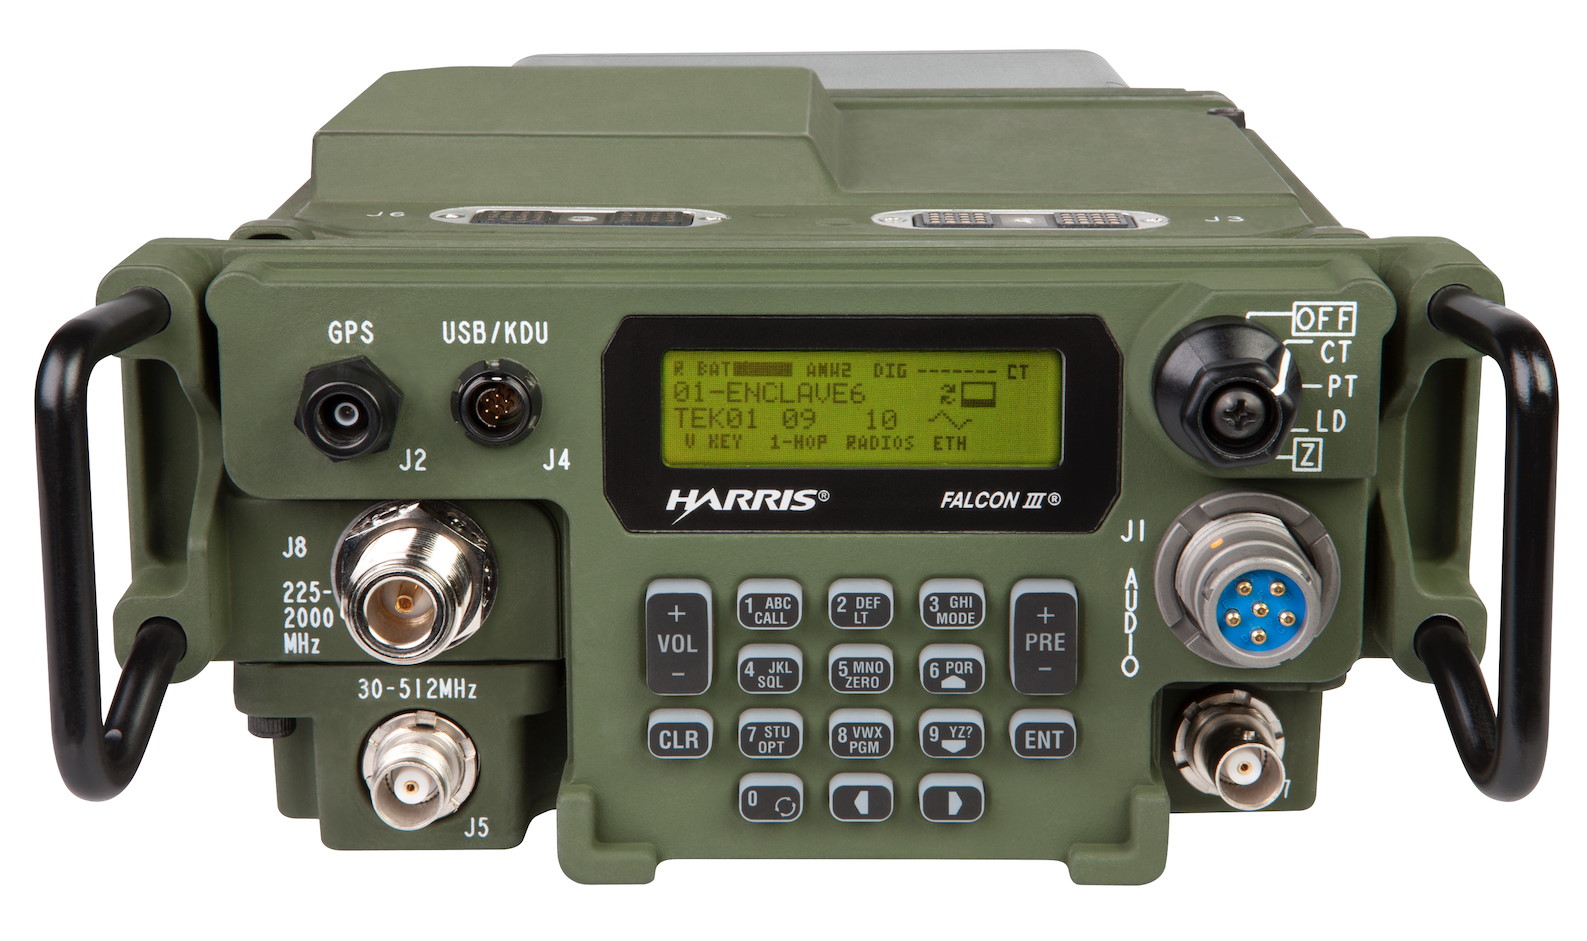 J6
J3
GPS
USB/KDU
J2
J4
R BAT AMW2 DIG ------- CT
01-ENCLAVE6
TEK01 09 10
V KEY 1-HOP RADIOS ETH
HARRIS®
FALCON III®
OFF
CT
PT
LD
Z
J8
225-
2000
MHz
30-512MHz
J5
J1
AUDIO
+
VOL
-
1 ABC
CALL
2 DEF
LT
3 GHI
MODE
+
PRE
-
4 JKL
SQL
5 MNO
ZERO
6 PQR
CLR
7 STU
OPT
8 VWX
PGM
9 YZ?
ENT
0